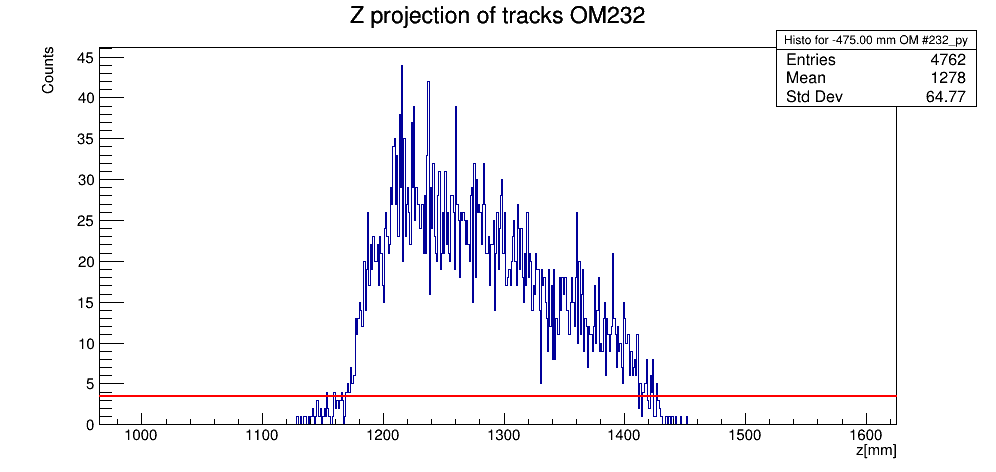 Z projection of tracks OM232
Histo for -475.00 mm OM #232_py
Entries 4762
Mean 1278
Std Dev 64.77
Counts
45
40
35
30
25
20
15
10
5
0
1000 1100 1200 1300 1400 1500 1600
z[mm]